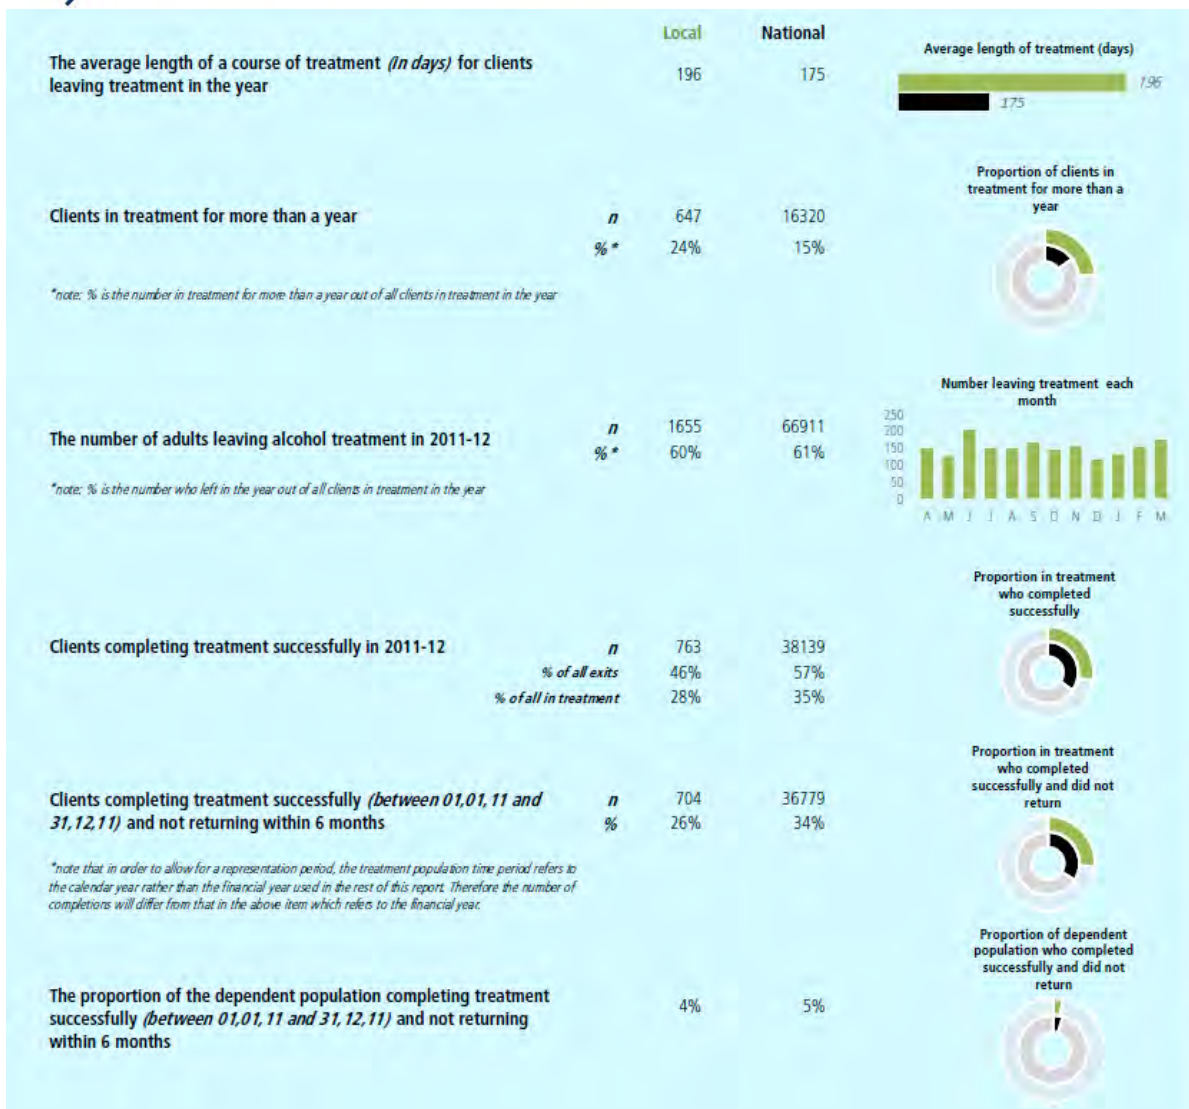 Local National
The average length of a course of treatment (in days) for clients
leaving treatment in the year
196 175
Average length of treatment (days)
196
175
Clients in treatment for more than a year
n 647 16320
%* 24% 15%
*note: % is the number in treatment for more than a year out of all clients in treatment in the year
Proportion of clients in
treatment for more than a
year
The number of adults leaving alcohol treatment in 2011-12
n 1655 66911
%* 60% 61%
*note: % is the number who left in the year out of all clients in treatment in the year
Number leaving treatment each
month
250
200
150
100
50
0
A M J J A S O N D J F M
Clients completing treatment successfully in 2011-12
n 763 38139
% of all exits 46% 57%
% of all in treatment 28% 35%
Proportion in treatment
who completed
successfully
Clients completing treatment successfully (between 01,01,11 and
31,12,11) and not returning within 6 months
n 704 36779
% 26% 34%
*note that in order to allow for a representation period, the treatment population time period refers to
the calendar year rather than the financial year used in the rest of this report. Therefore the number of
completions will differ from that in the above item which refers to the financial year.
Proportion in treatment
who completed
successfully and did not
return
The proportion of the dependent population completing treatment
successfully (between 01,01,11 and 31,12,11) and not returning
within 6 months
4% 5%
Proportion of dependent
population who completed
successfully and did not
return